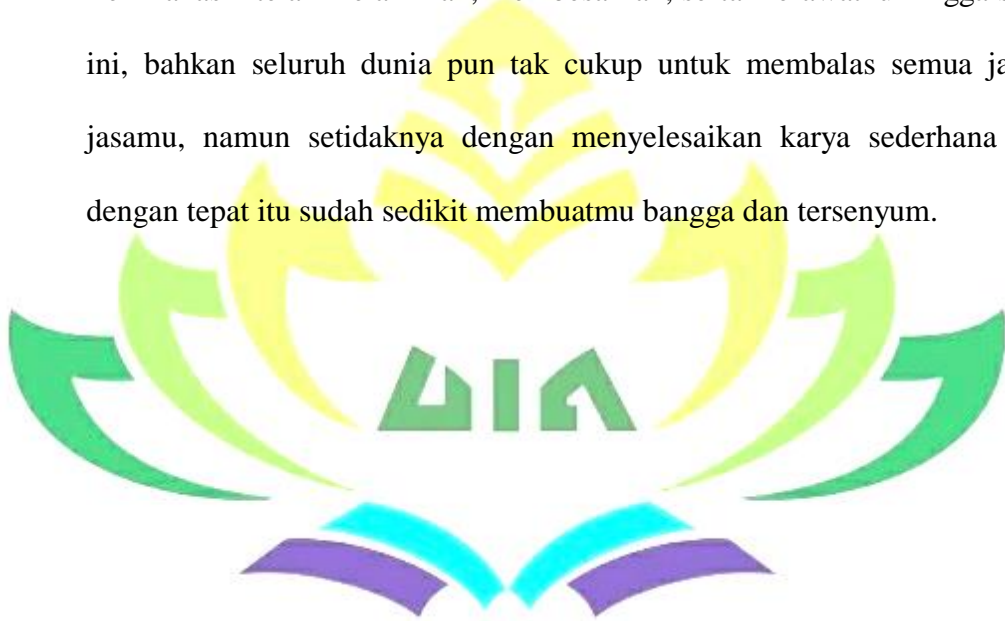 ini, bahkan seluruh dunia pun tak cukup untuk membalas semua
jasamu, namun setidaknya dengan menyelesaikan karya sederhana
dengan tepat itu sudah sedikit membuatmu bangga dan tersenyum.
UIN